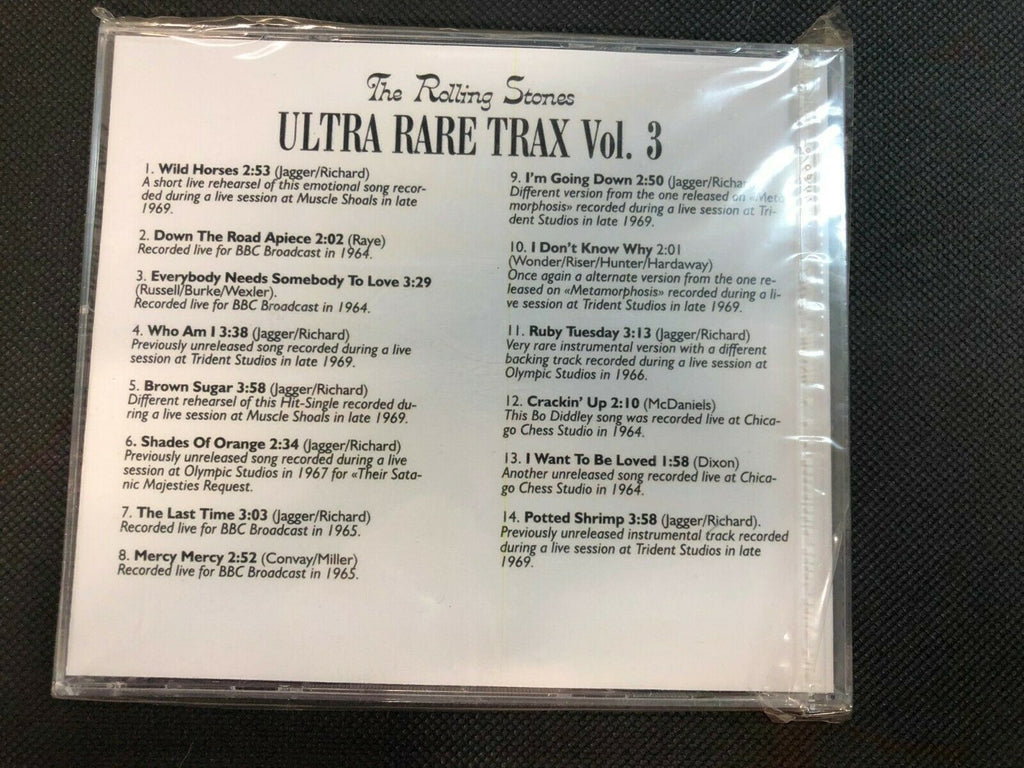 The Rolling Stones
ULTRA RARE TRAX Vol. 3
1. Wild Horses 2:53 (Jagger/Richard)
A short live rehearsel of this emotional song recor-
ded during a live session at Muscle Shoals in late
1969.
2. Down The Road Apiece 2:02 (Raye)
Recorded live for BBC Broadcast in 1964.
3. Everybody Needs Somebody To Love 3:29
(Russell/Burke/Wexler).
Recorded live for BBC Broadcast in 1964.
4. Who Am I 3:38 (Jagger/Richard)
Previously unreleased song recorded during a live
session at Trident Studios in late 1969.
5. Brown Sugar 3:58 (Jagger/Richard)
Different rehearsel of this Hit-Single recorded du-
ring a live session at Muscle Shoals in late 1969.
6. Shades Of Orange 2:34 (Jagger/Richard)
Previously unreleased song recorded during a live
session at Olympic Studios in 1967 for «Their Sata-
nic Majesties Request.
7. The Last Time 3:03 (Jagger/Richard)
Recorded live for BBC Broadcast in 1965.
8. Mercy Mercy 2:52 (Convay/Miller)
Recorded live for BBC Broadcast in 1965.
9. I'm Going Down 2:50 (Jagger/Richar
Different version from the one released on «Meta
morphosis» recorded during a live session at Tri-
dent Studios in late 1969.
10. I Don't Know Why 2:01
(Wonder/Riser/Hunter/Hardaway)
Once again a alternate version from the one re-
leased on «Metamorphosis» recorded during a li-
ve session at Trident Studios in late 1969.
11. Ruby Tuesday 3:13 (Jagger/Richard)
Very rare instrumental version with a different
backing track recorded during a live session at
Olympic Studios in 1966.
12. Crackin' Up 2:10 (McDaniels)
This Bo Diddley song was recorded live at Chica-
go Chess Studio in 1964.
13. I Want To Be Loved 1:58 (Dixon)
Another unreleased song recorded live at Chica-
go Chess Studio in 1964.
14. Potted Shrimp 3:58 (Jagger/Richard).
Previously unreleased instrumental track recorded
during a live session at Trident Studios in late
1969.